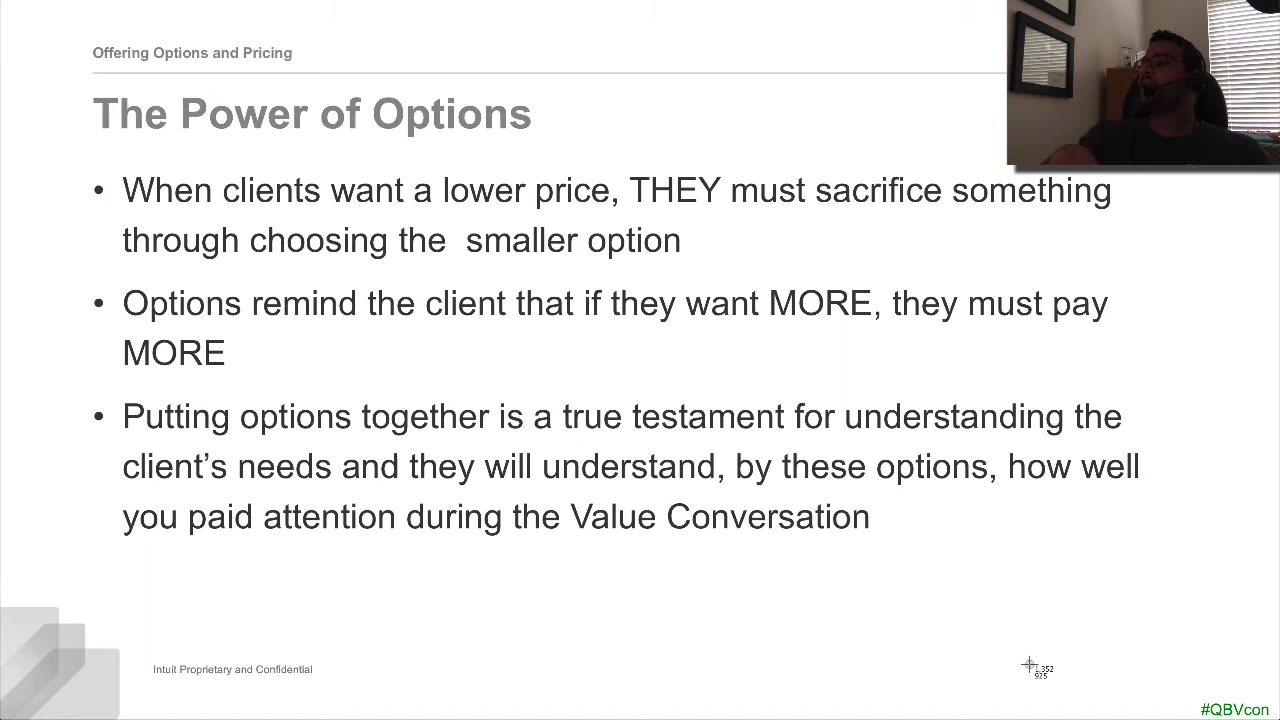 Offering Options and Pricing
The Power of Options
• When clients want a lower price, THEY must sacrifice something
through choosing the  smaller option
• Options remind the client that if they want MORE, they must pay
MORE
• Putting options together is a true testament for understanding the
client’s needs and they will understand, by these options, how well
you paid attention during the Value Conversation
Intuit Proprietary and Confidential
1,352
925
#QBVcon